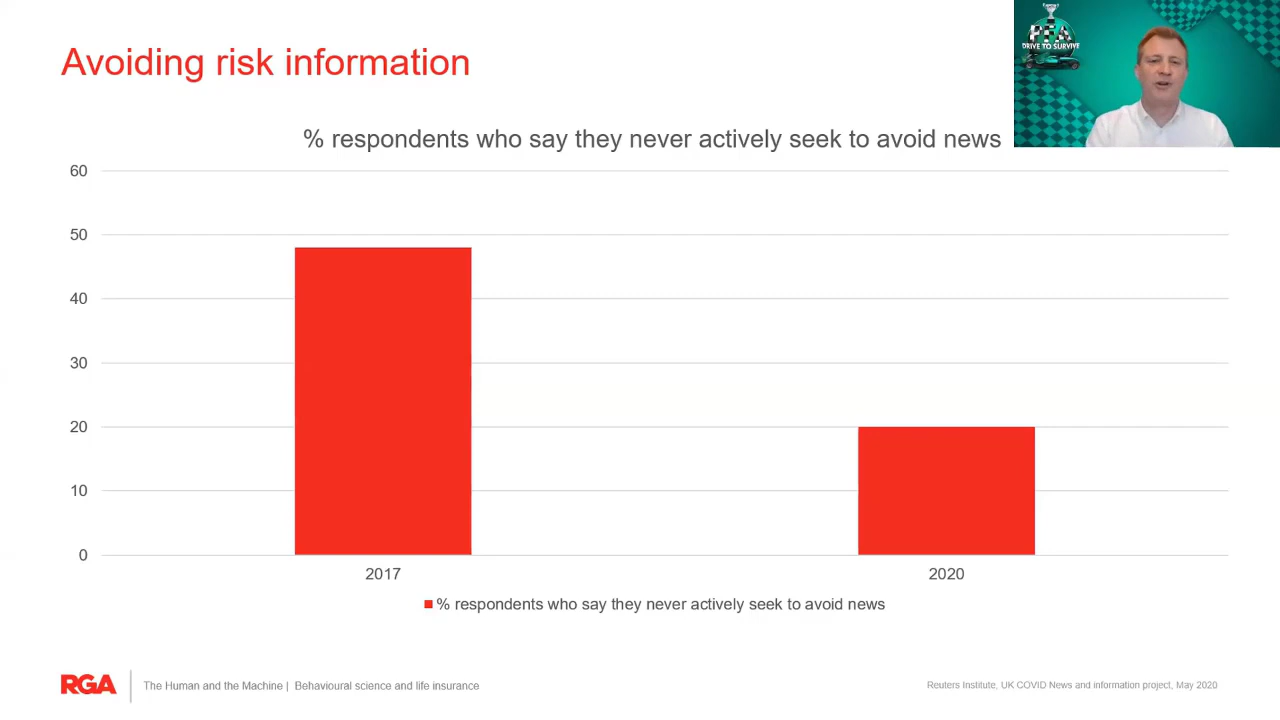 Avoiding risk information
PFA
DRIVE TO SURVIVE
% respondents who say they never actively seek to avoid news
60
50
40
30
20
10
0
2017
2020
% respondents who say they never actively seek to avoid news
RGA
The Human and the Machine | Behavioural science and life insurance
Reuters Institute, UK COVID News and information project, May 2020